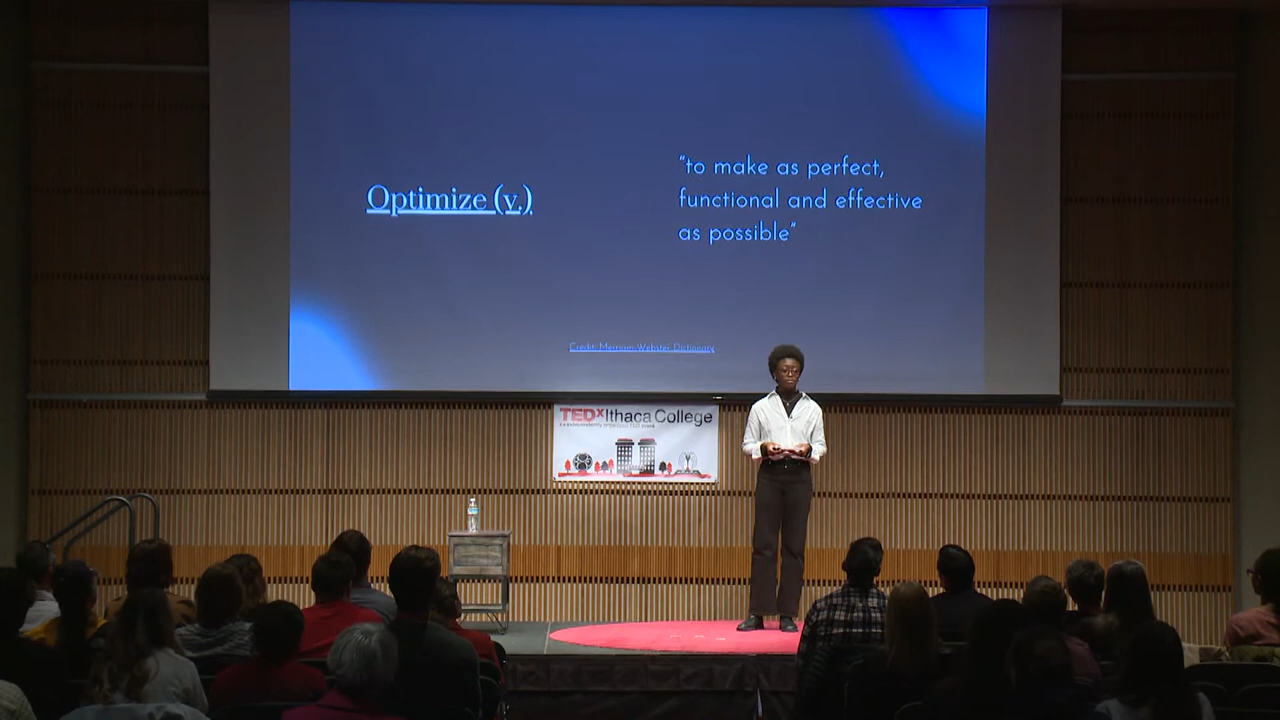 Optimize (v.)
“to make as perfect,
functional and effective
as possible”
Credit: Merriam-Webster Dictionary
TEDxIthaca College